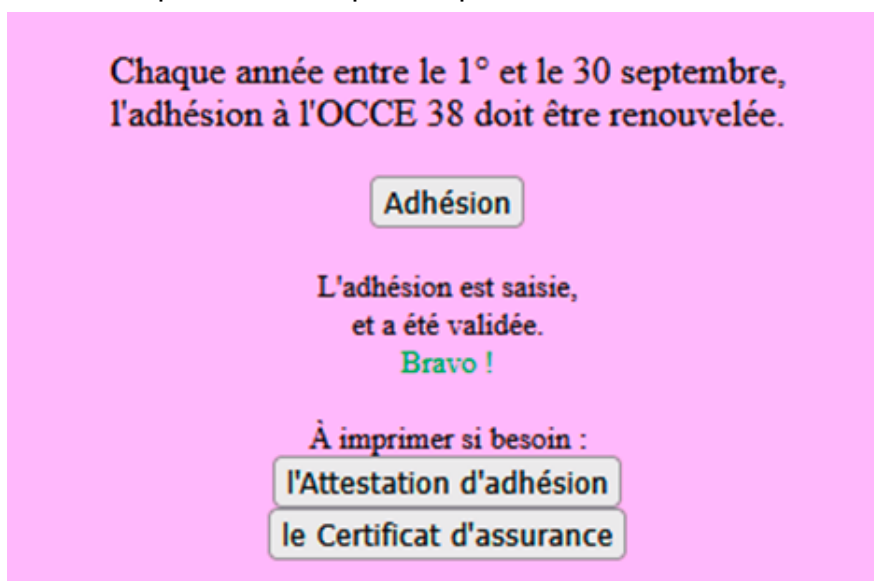 Chaque année entre le 1° et le 30 septembre,
l'adhésion à l'OCCE 38 doit être renouvelée.
Adhésion
L'adhésion est saisie,
et a été validée.
Bravo !
À imprimer si besoin :
l'Attestation d'adhésion
le Certificat d'assurance